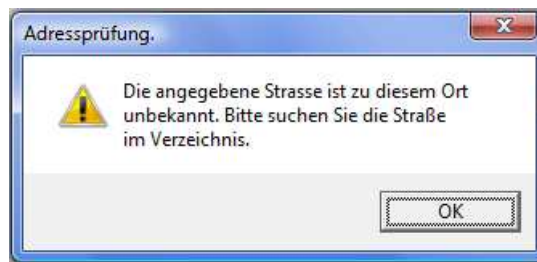 Adressprüfung.
Die angegebene Strasse ist zu diesem Ort
unbekannt. Bitte suchen Sie die Straße
im Verzeichnis.
OK